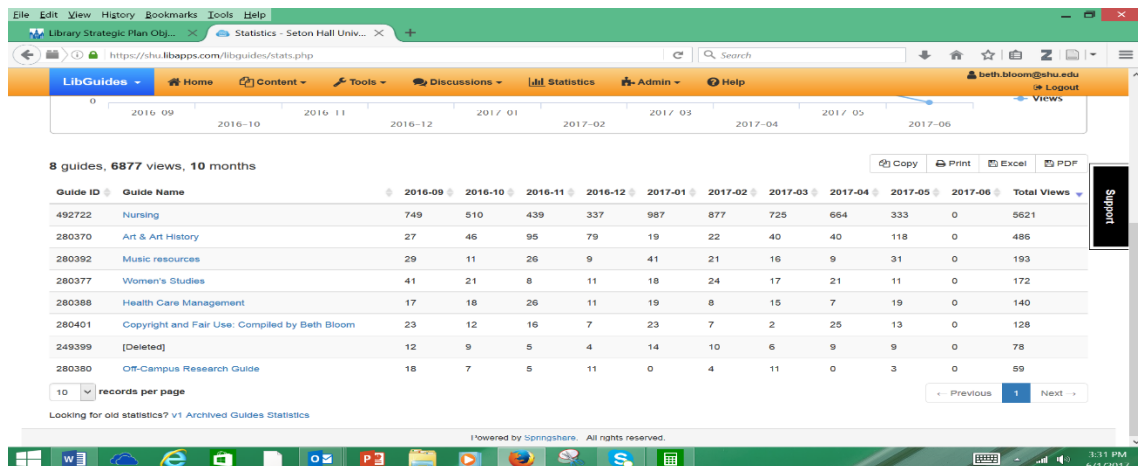 File Edit View History Bookmarks Tools Help
Library Strategic Plan Obj... × Statistics - Seton Hall Univ... × +
https://shu.libapps.com/libguides/stats.php Search
LibGuides Home Content Tools Discussions Statistics Admin Help beth.bloom@shu.edu
Logout
0 Views
2016-09 2016-11 2017-01 2017-03 2017-05
2016-10 2016-12 2017-02 2017-04 2017-06
8 guides, 6877 views, 10 months Copy Print Excel PDF
Guide ID Guide Name 2016-09 2016-10 2016-11 2016-12 2017-01 2017-02 2017-03 2017-04 2017-05 2017-06 Total Views
Support
492722 Nursing 749 510 439 337 987 877 725 664 333 0 5621
280370 Art & Art History 27 46 95 79 19 22 40 40 118 0 486
280392 Music resources 29 11 26 9 41 21 16 9 31 0 193
280377 Women's Studies 41 21 8 11 18 24 17 21 11 0 172
280388 Health Care Management 17 18 26 11 19 8 15 7 19 0 140
280401 Copyright and Fair Use: Compiled by Beth Bloom 23 12 16 7 23 7 2 25 13 0 128
249399 [Deleted] 12 9 5 4 14 10 6 9 9 0 78
280380 Off-Campus Research Guide 18 7 5 11 0 4 11 0 3 0 59
10 records per page ← Previous 1 Next →
Looking for old statistics? v1 Archived Guides Statistics
Powered by Springshare. All rights reserved.
3:31 PM
6/1/2017